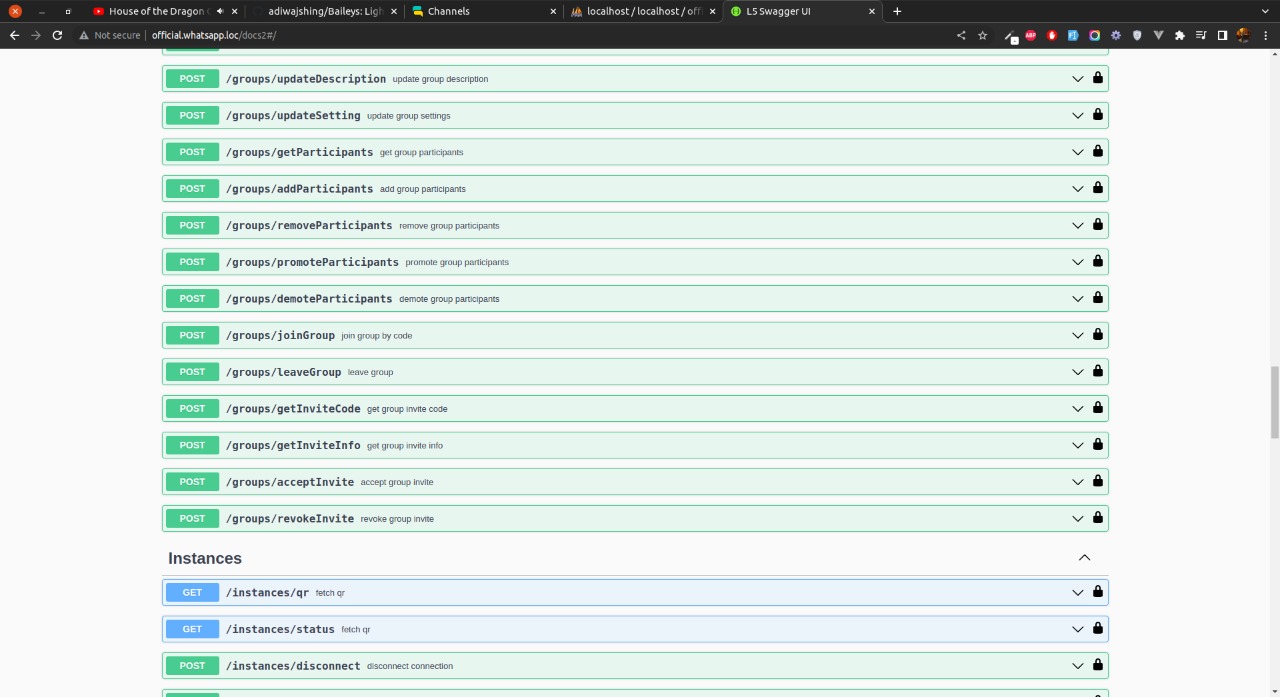 House of the Dragon
adiwajshing/Baileys: Ligh
Channels
localhost / localhost / off
L5 Swagger UI
Not secure
official.whatsapp.loc/docs2#/
ABP
POST /groups/updateDescription update group description
POST /groups/updateSetting update group settings
POST /groups/getParticipants get group participants
POST /groups/addParticipants add group participants
POST /groups/removeParticipants remove group participants
POST /groups/promoteParticipants promote group participants
POST /groups/demoteParticipants demote group participants
POST /groups/joinGroup join group by code
POST /groups/leaveGroup leave group
POST /groups/getInviteCode get group invite code
POST /groups/getInviteInfo get group invite info
POST /groups/acceptInvite accept group invite
POST /groups/revokeInvite revoke group invite
Instances
GET /instances/qr fetch qr
GET /instances/status fetch qr
POST /instances/disconnect disconnect connection